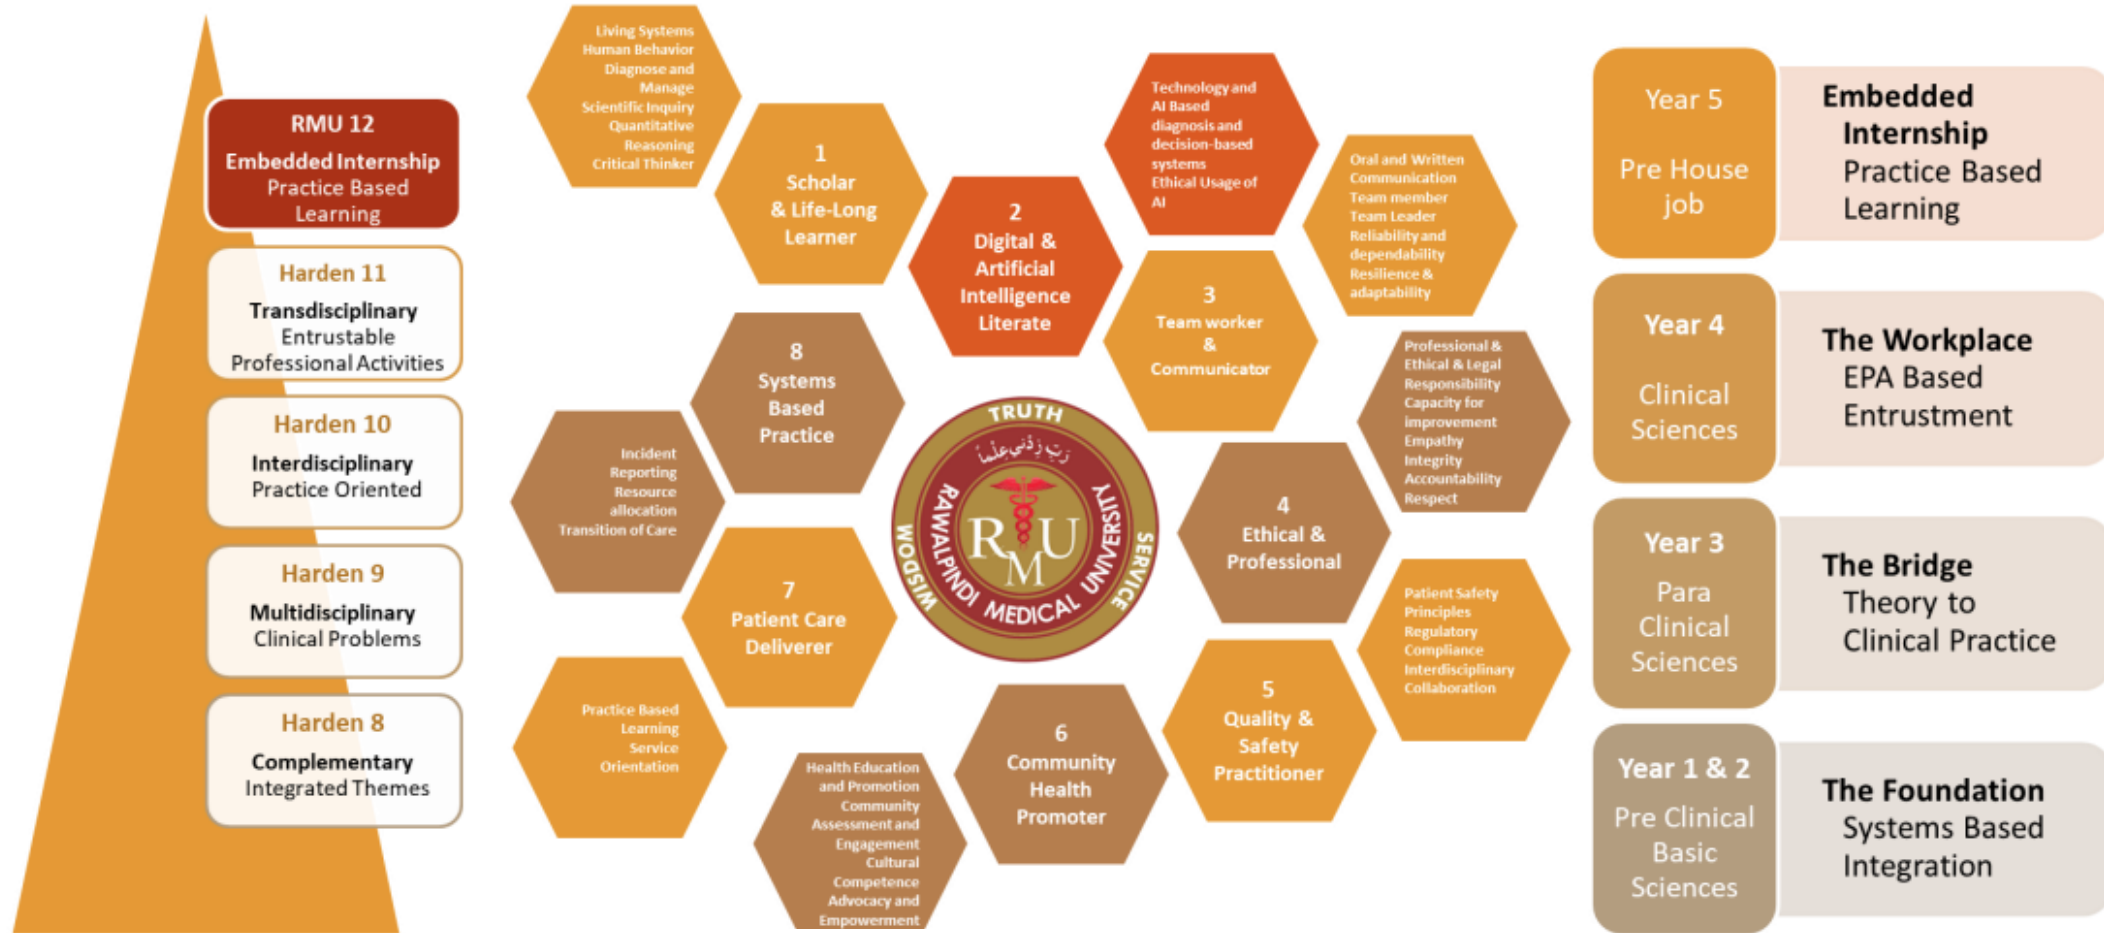 RMU 12
Embedded Internship
Practice Based
Learning
Harden 11
Transdisciplinary
Entrustable
Professional Activities
Harden 10
Interdisciplinary
Practice Oriented
Harden 9
Multidisciplinary
Clinical Problems
Harden 8
Complementary
Integrated Themes
Living Systems
Human Behavior
Diagnose and
Manage
Scientific Inquiry
Quantitative
Reasoning
Critical Thinker
1
Scholar
& Life-Long
Learner
2
Digital &
Artificial
Intelligence
Literate
Technology and
AI Based
diagnosis and
decision-based
systems
Ethical Usage of
AI
3
Team worker
&
Communicator
Oral and Written
Communication
Team member
Team Leader
Reliability and
dependability
Resilience &
adaptability
4
Ethical &
Professional
Professional &
Ethical & Legal
Responsibility
Capacity for
improvement
Empathy
Integrity
Accountability
Respect
5
Quality &
Safety
Practitioner
Patient Safety
Principles
Regulatory
Compliance
Interdisciplinary
Collaboration
6
Community
Health
Promoter
Health Education
and Promotion
Community
Assessment and
Engagement
Cultural
Competence
Advocacy and
Empowerment
7
Patient Care
Deliverer
Practice Based
Learning
Service
Orientation
8
Systems
Based
Practice
Incident
Reporting
Resource
allocation
Transition of Care
TRUTH
WISDOM
SERVICE
رَبِّ زِدْنِي عِلْماً
RAWALPINDI MEDICAL UNIVERSITY
RMU
Year 5
Pre House
job
Embedded
Internship
Practice Based
Learning
Year 4
Clinical
Sciences
The Workplace
EPA Based
Entrustment
Year 3
Para
Clinical
Sciences
The Bridge
Theory to
Clinical Practice
Year 1 & 2
Pre Clinical
Basic
Sciences
The Foundation
Systems Based
Integration